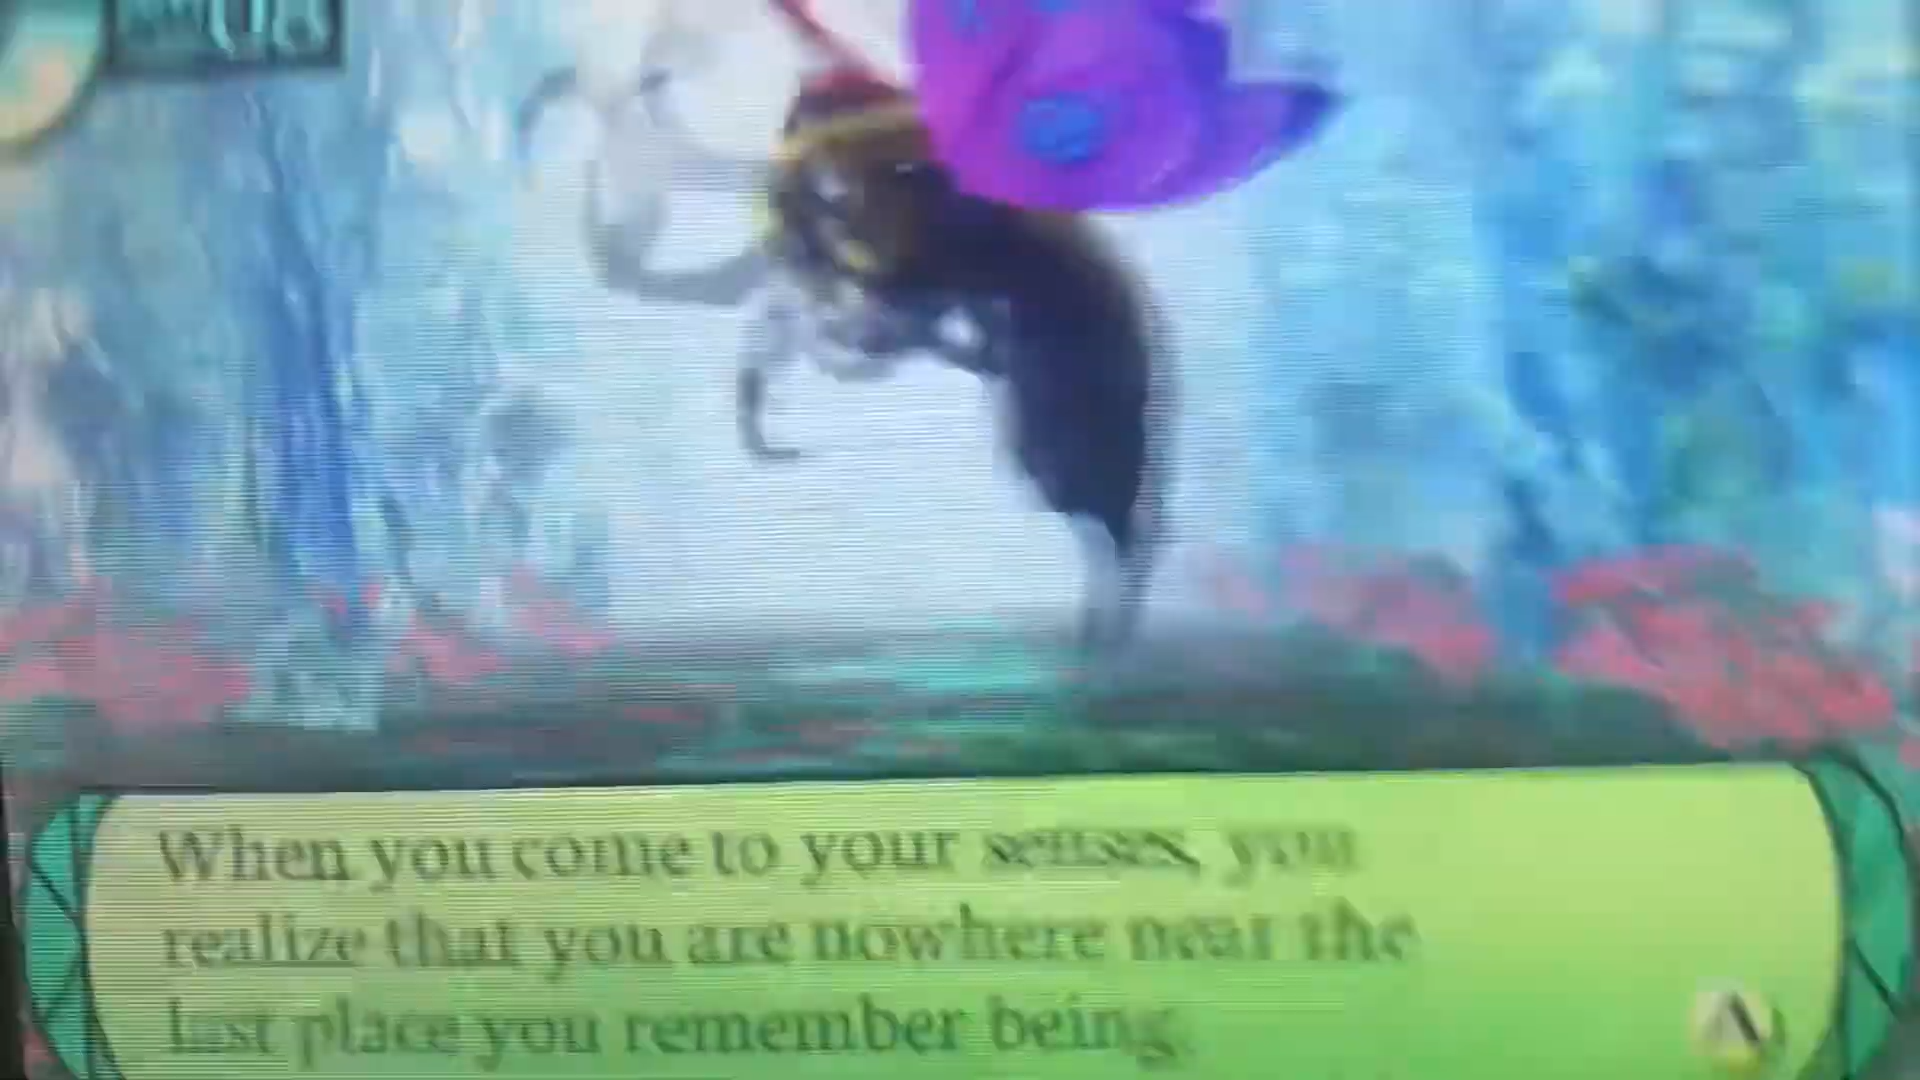 When you come to your senses, you
realize that you are nowhere near the
last place you remember being.
A